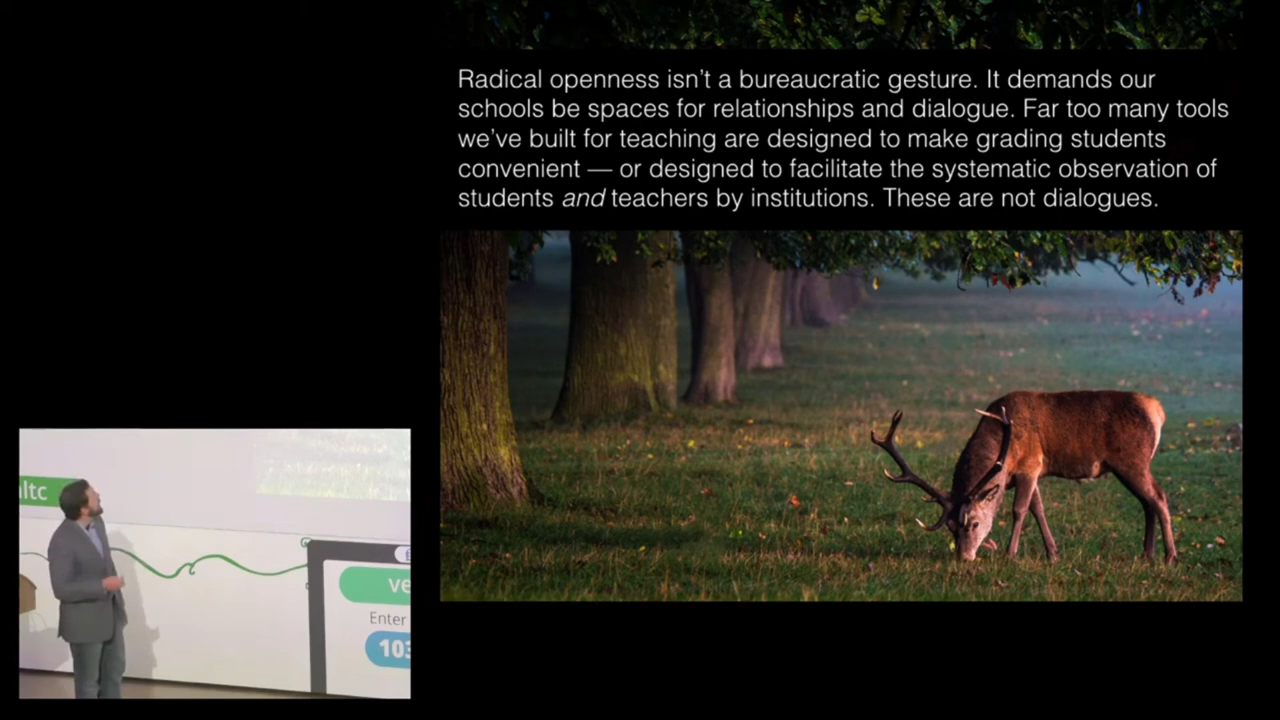 Radical openness isn't a bureaucratic gesture. It demands our
schools be spaces for relationships and dialogue. Far too many tools
we've built for teaching are designed to make grading students
convenient — or designed to facilitate the systematic observation of
students and teachers by institutions. These are not dialogues.
ltc
ve
Enter
103